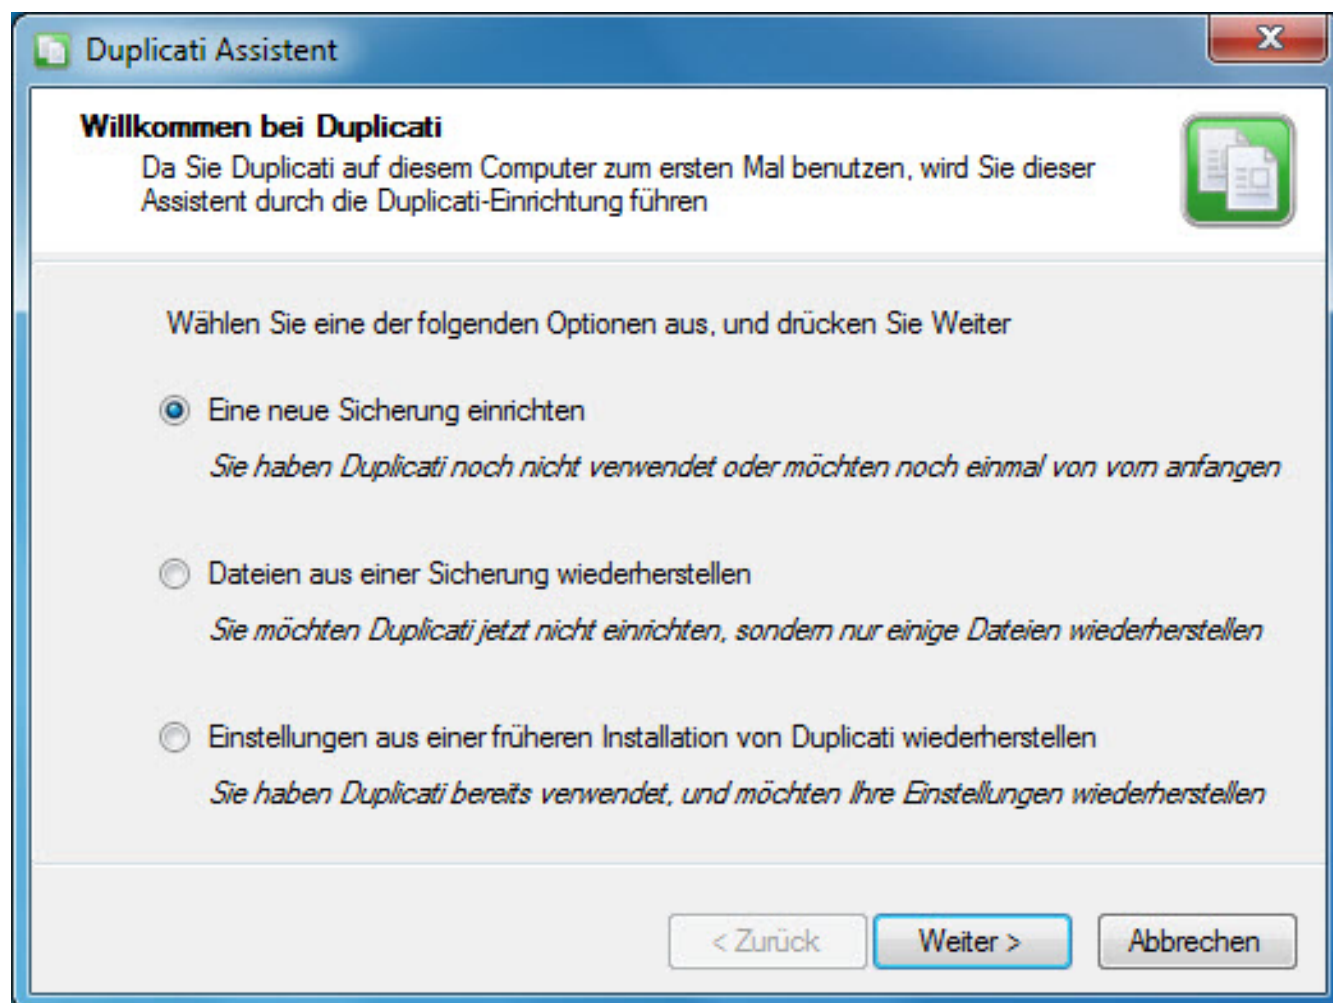 Duplicati Assistent
Willkommen bei Duplicati
Da Sie Duplicati auf diesem Computer zum ersten Mal benutzen, wird Sie dieser
Assistent durch die Duplicati-Einrichtung führen
Wählen Sie eine der folgenden Optionen aus, und drücken Sie Weiter
Eine neue Sicherung einrichten
Sie haben Duplicati noch nicht verwendet oder möchten noch einmal von vorn anfangen
Dateien aus einer Sicherung wiederherstellen
Sie möchten Duplicati jetzt nicht einrichten, sondern nur einige Dateien wiederherstellen
Einstellungen aus einer früheren Installation von Duplicati wiederherstellen
Sie haben Duplicati bereits verwendet, und möchten Ihre Einstellungen wiederherstellen
< Zurück Weiter > Abbrechen